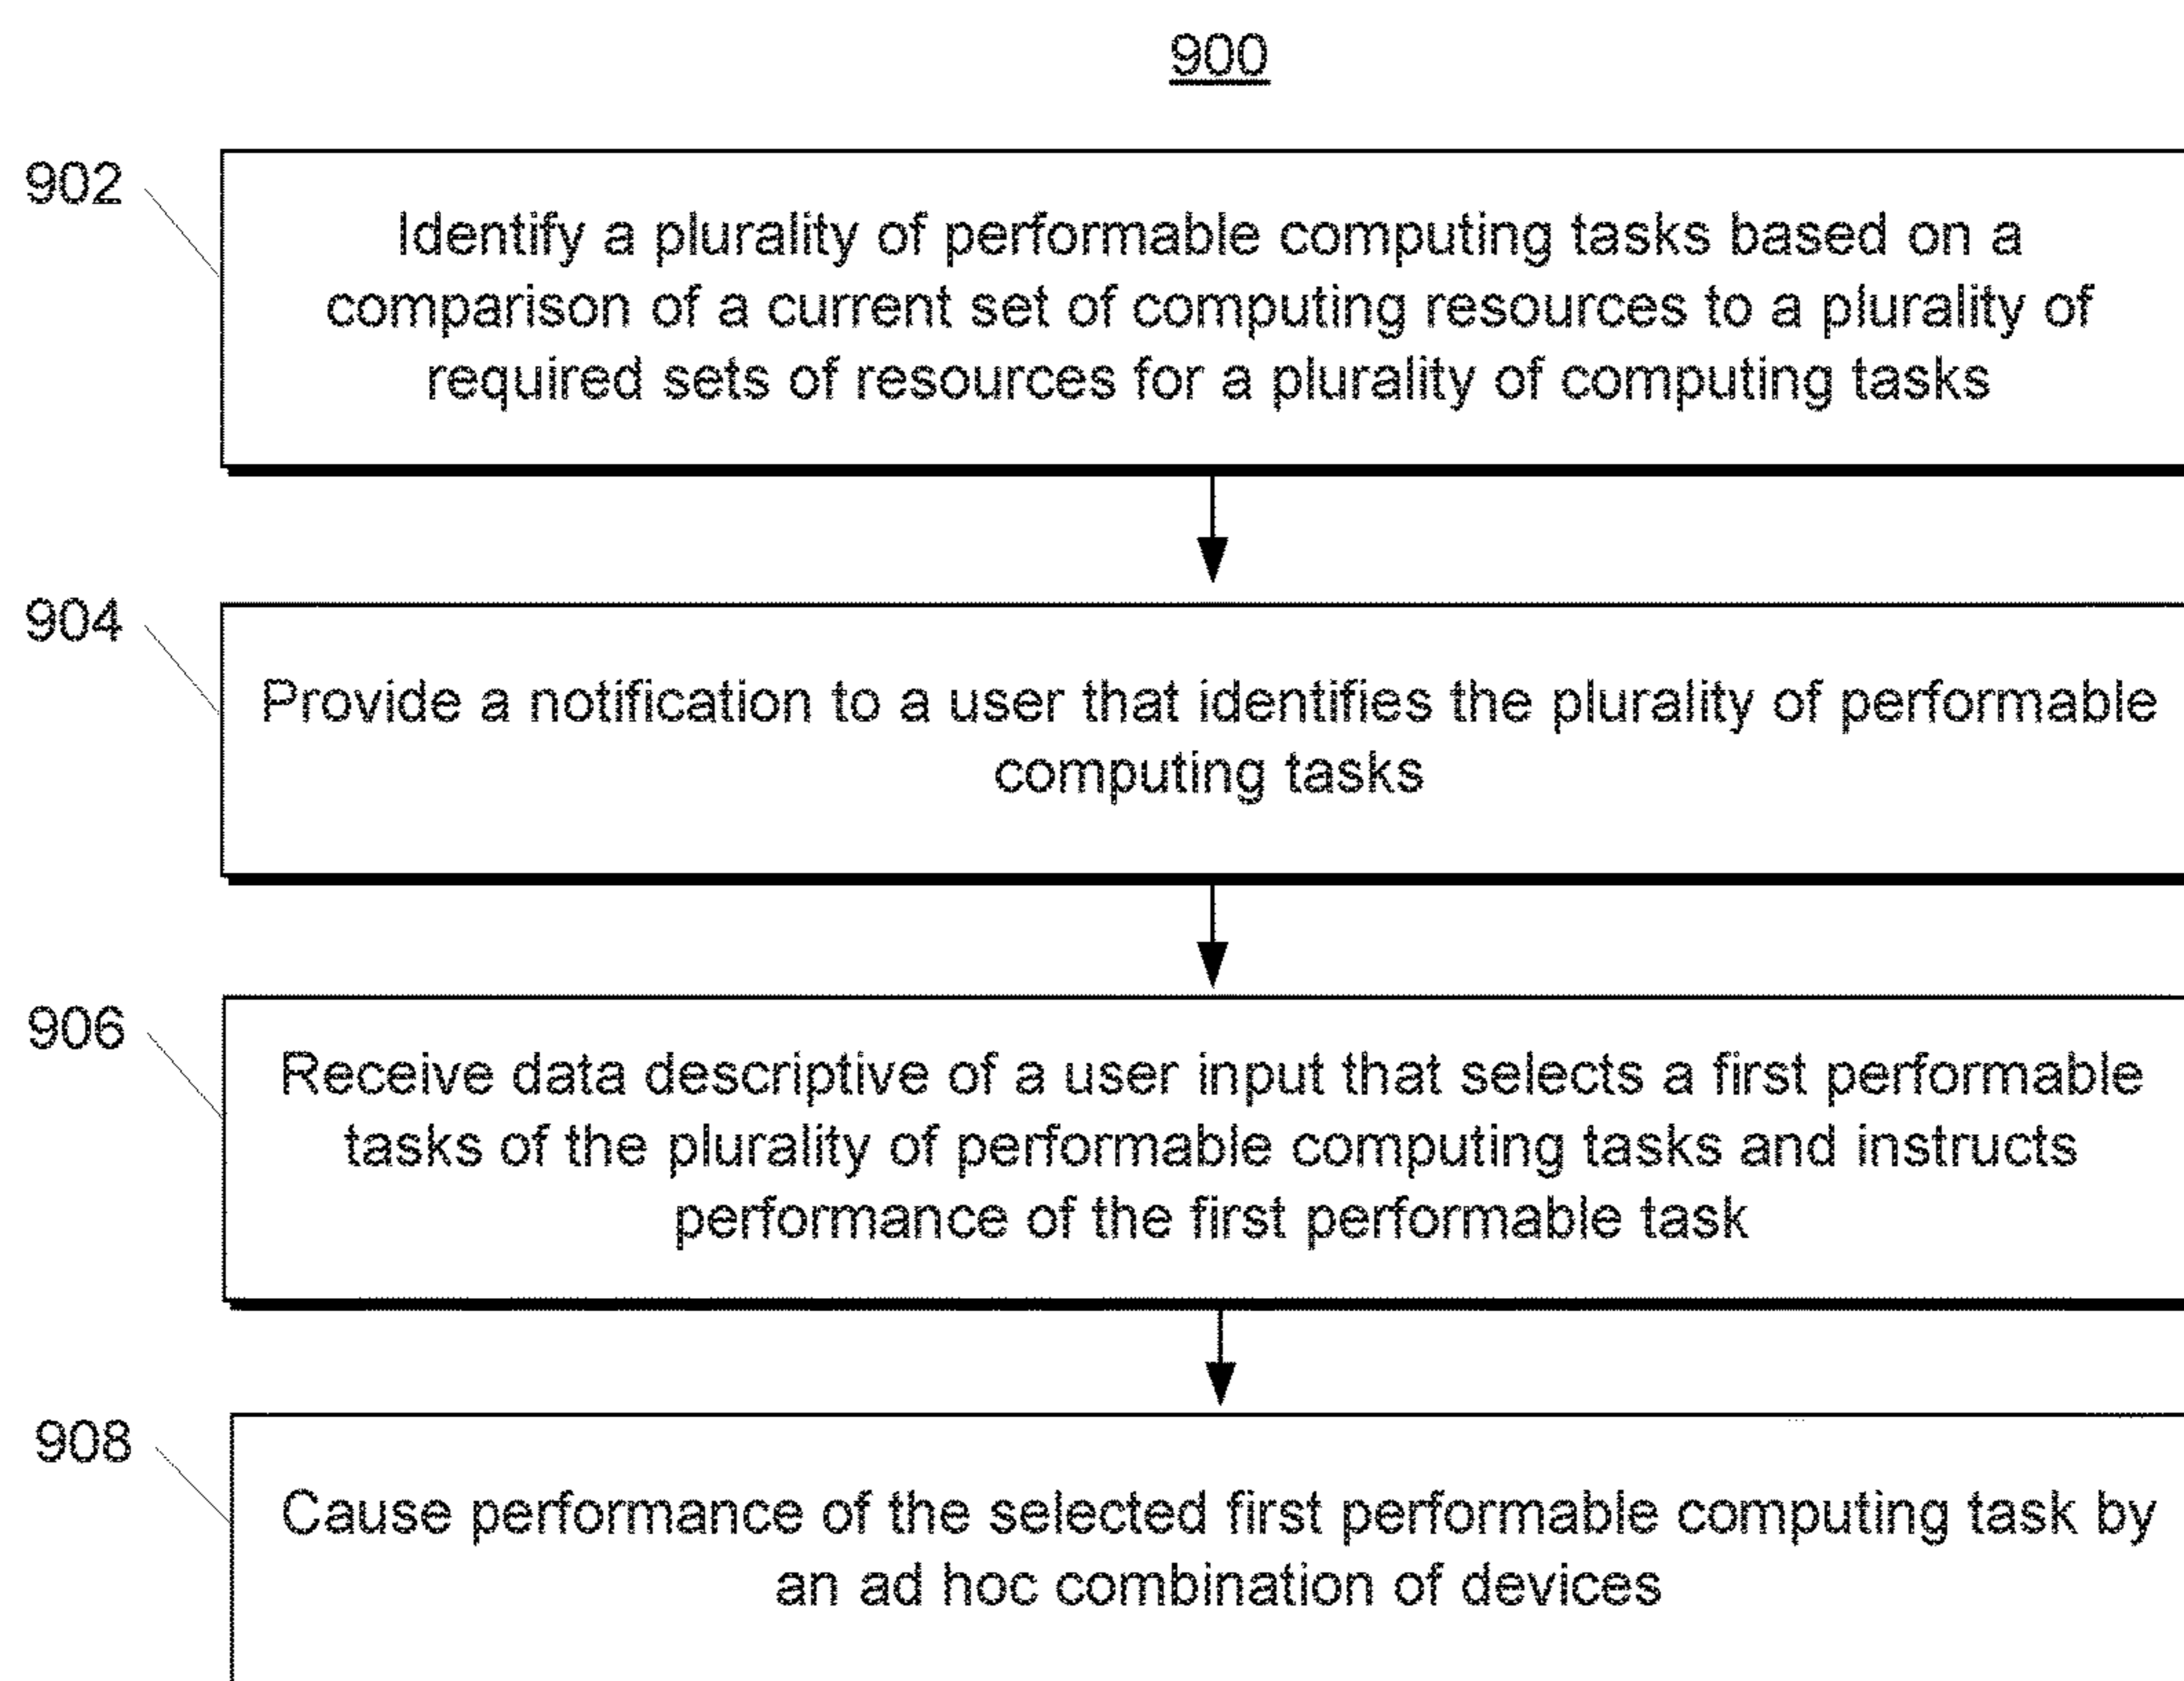 900
902
Identify a plurality of performable computing tasks based on a
comparison of a current set of computing resources to a plurality of
required sets of resources for a plurality of computing tasks
904
Provide a notification to a user that identifies the plurality of performable
computing tasks
906
Receive data descriptive of a user input that selects a first performable
tasks of the plurality of performable computing tasks and instructs
performance of the first performable task
908
Cause performance of the selected first performable computing task by
an ad hoc combination of devices